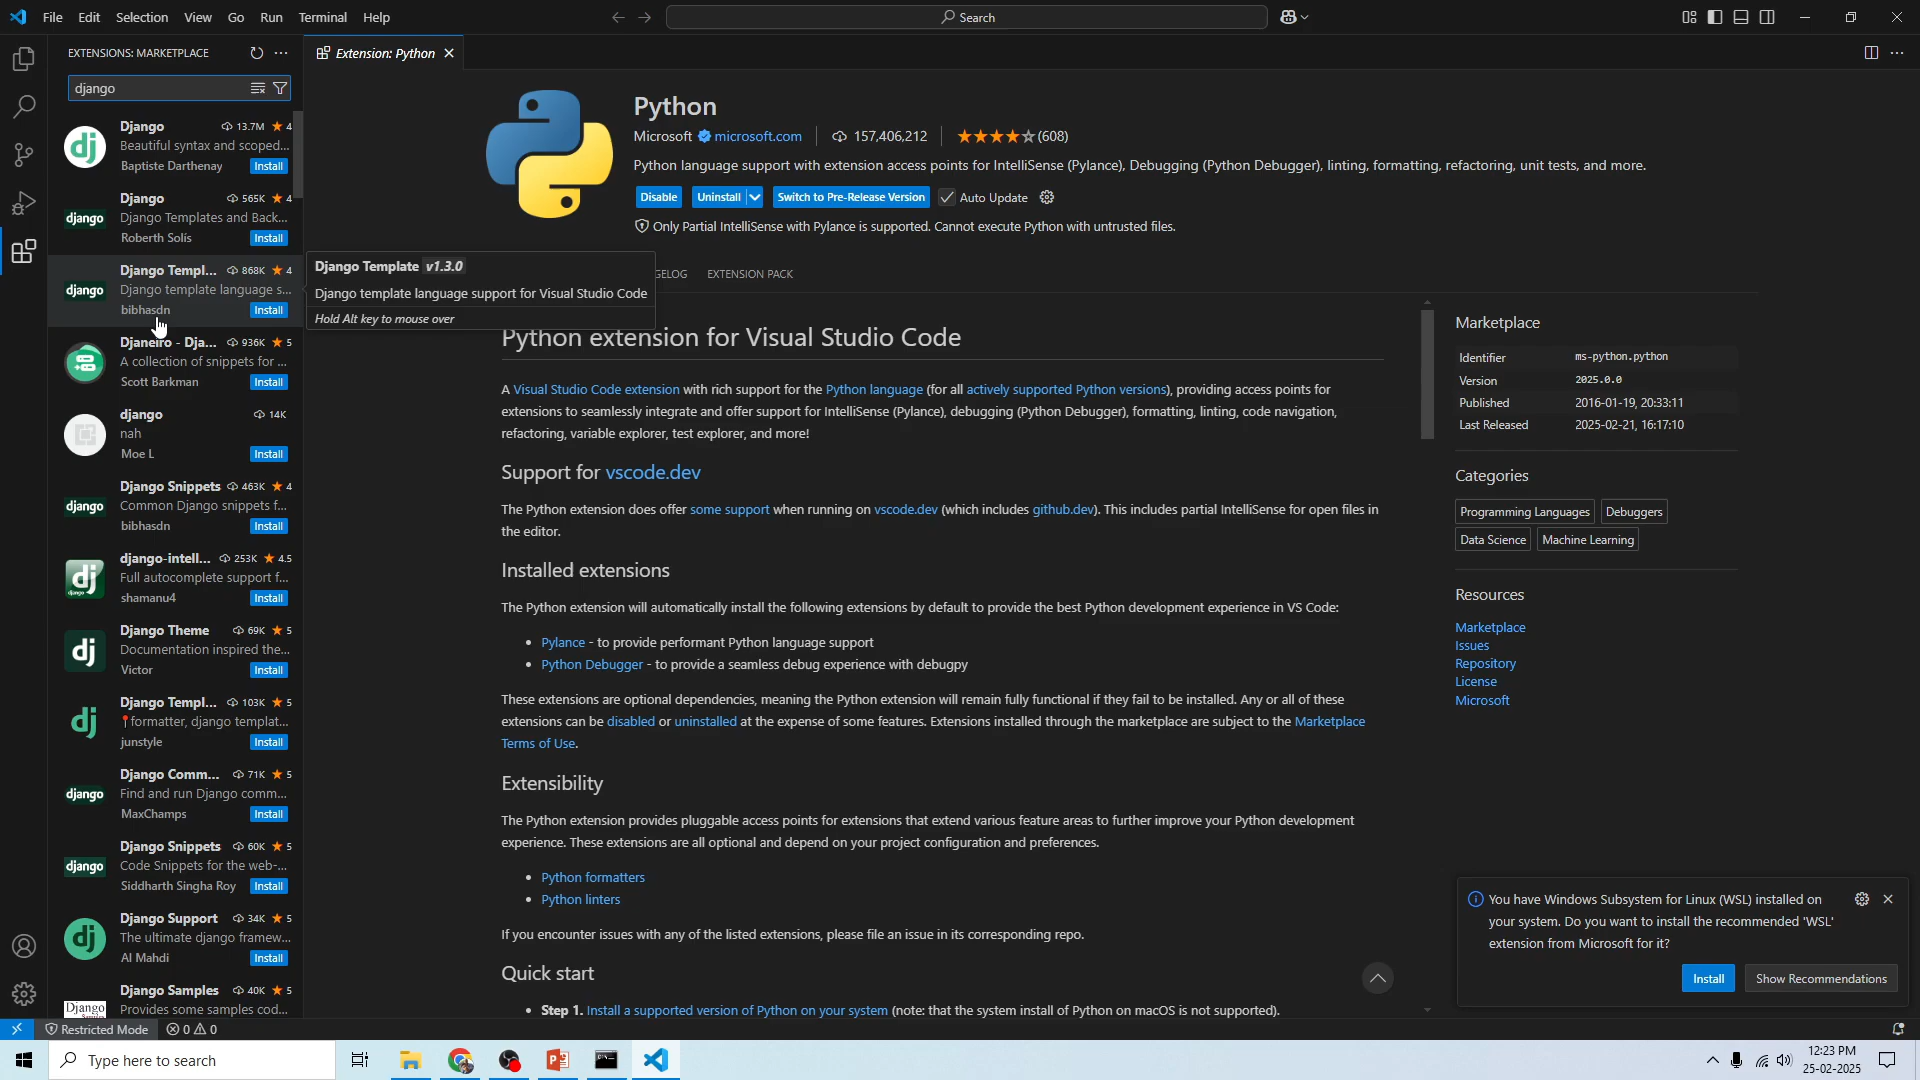 File Edit Selection View Go Run Terminal Help
Search
EXTENSIONS: MARKETPLACE
django
Django 13.7M 4
Beautiful syntax and scoped...
Baptiste Darthenay Install
Django 565K 4
Django Templates and Back...
Roberth Solís Install
Django Templ... 868K 4
Django template language s...
bibhasdn Install
Djaneiro - Dja... 936K 5
A collection of snippets for ...
Scott Barkman Install
django 14K
nah
Moe L Install
Django Snippets 463K 4
Common Django snippets f...
bibhasdn Install
django-intell... 253K 4.5
Full autocomplete support f...
shamanu4 Install
Django Theme 69K 5
Documentation inspired the...
Victor Install
Django Templ... 103K 5
formatter, django templat...
junstyle Install
Django Comm... 71K 5
Find and run Django comm...
MaxChamps Install
Django Snippets 60K 5
Code Snippets for the web-...
Siddharth Singha Roy Install
Django Support 34K 5
The ultimate django framew...
Al Mahdi Install
Django Samples 40K 5
Provides some samples cod...
Extension: Python
Python
Microsoft microsoft.com 157,406,212 (608)
Python language support with extension access points for IntelliSense (Pylance), Debugging (Python Debugger), linting, formatting, refactoring, unit tests, and more!
Disable Uninstall Switch to Pre-Release Version Auto Update
Only Partial IntelliSense with Pylance is supported. Cannot execute Python with untrusted files.
Django Template v1.3.0
Django template language support for Visual Studio Code
Hold Alt key to mouse over
GELOG EXTENSION PACK
Python extension for Visual Studio Code
A Visual Studio Code extension with rich support for the Python language (for all actively supported Python versions), providing access points for
extensions to seamlessly integrate and offer support for IntelliSense (Pylance), debugging (Python Debugger), formatting, linting, code navigation,
refactoring, variable explorer, test explorer, and more!
Support for vscode.dev
The Python extension does offer some support when running on vscode.dev (which includes github.dev). This includes partial IntelliSense for open files in
the editor.
Installed extensions
The Python extension will automatically install the following extensions by default to provide the best Python development experience in VS Code:
• Pylance - to provide performant Python language support
• Python Debugger - to provide a seamless debug experience with debugpy
These extensions are optional dependencies, meaning the Python extension will remain fully functional if they fail to be installed. Any or all of these
extensions can be disabled or uninstalled at the expense of some features. Extensions installed through the marketplace are subject to the Marketplace
Terms of Use.
Extensibility
The Python extension provides pluggable access points for extensions that extend various feature areas to further improve your Python development
experience. These extensions are all optional and depend on your project configuration and preferences.
• Python formatters
• Python linters
If you encounter issues with any of the listed extensions, please file an issue in its corresponding repo.
Quick start
• Step 1. Install a supported version of Python on your system (note: that the system install of Python on macOS is not supported).
Marketplace
Identifier ms-python.python
Version 2025.0.0
Published 2016-01-19, 20:33:11
Last Released 2025-02-21, 16:17:10
Categories
Programming Languages Debuggers
Data Science Machine Learning
Resources
Marketplace
Issues
Repository
License
Microsoft
You have Windows Subsystem for Linux (WSL) installed on
your system. Do you want to install the recommended 'WSL'
extension from Microsoft for it?
Install Show Recommendations
Restricted Mode 0 0
Type here to search
12:23 PM
25-02-2025